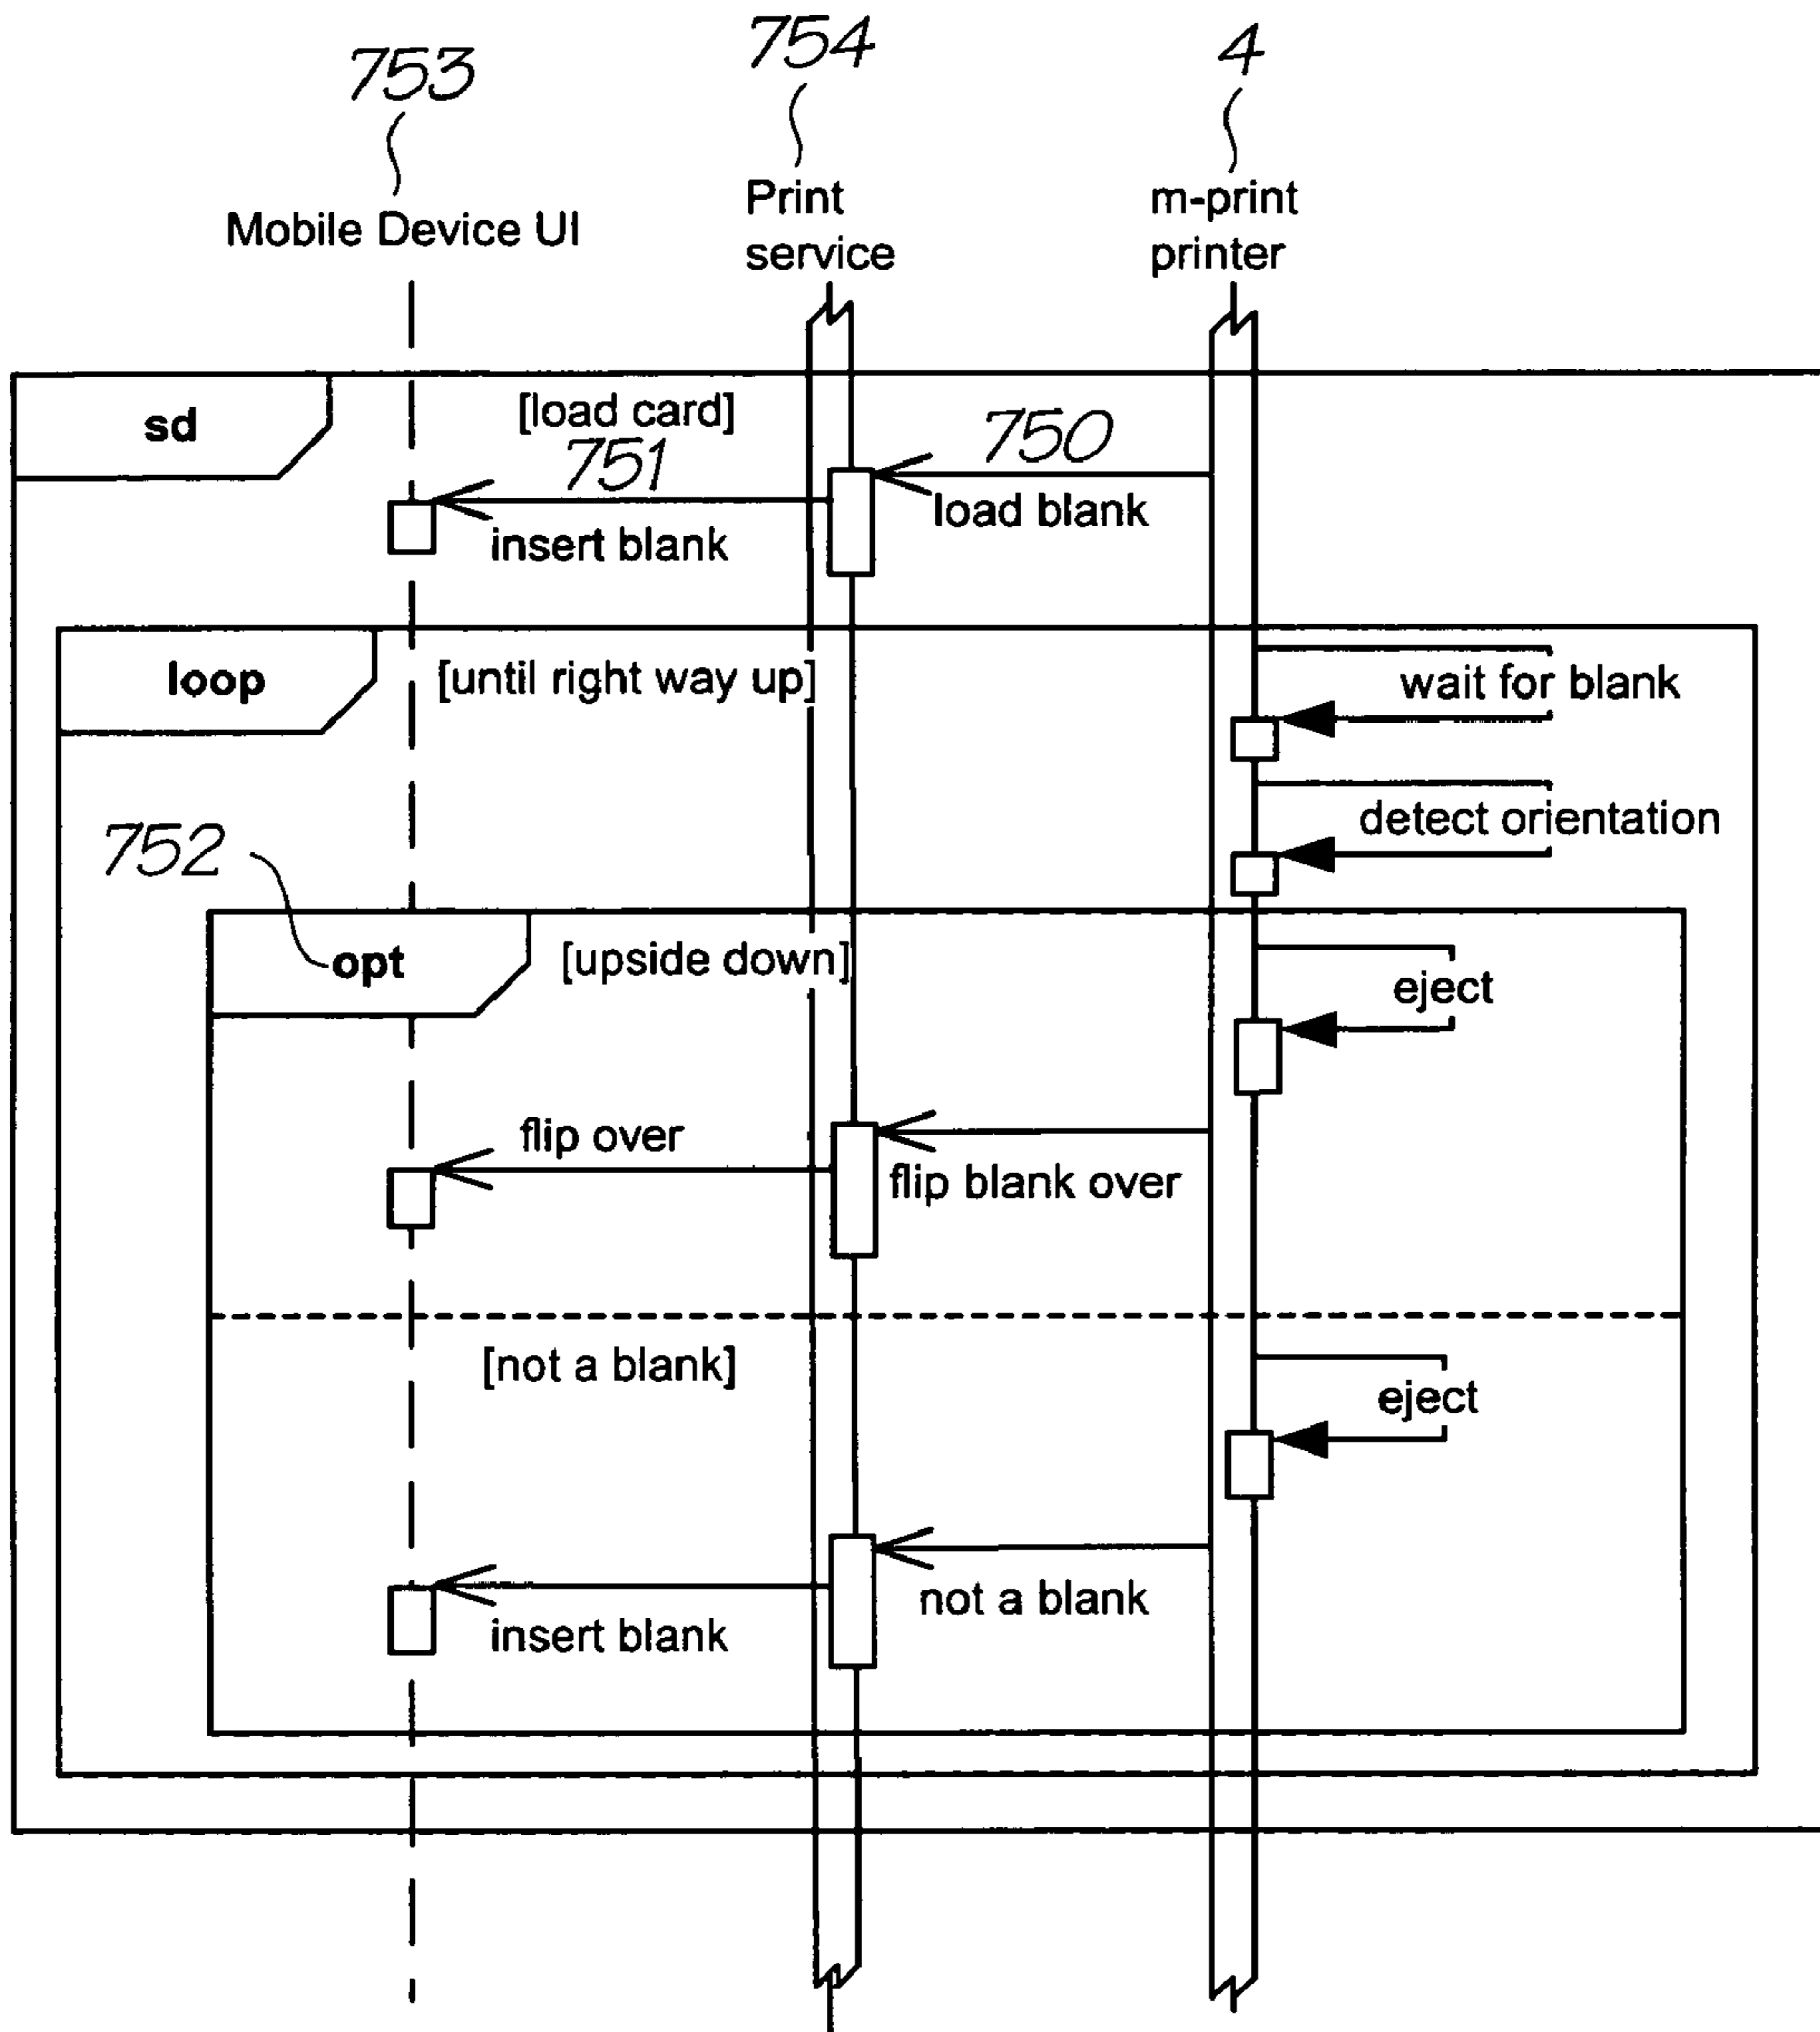 753
754
4
Mobile Device UI
Print
service
m-print
printer
sd
[load card]
751
750
insert blank
load blank
loop
[until right way up]
wait for blank
detect orientation
752
opt
[upside down]
eject
flip over
flip blank over
[not a blank]
eject
not a blank
insert blank